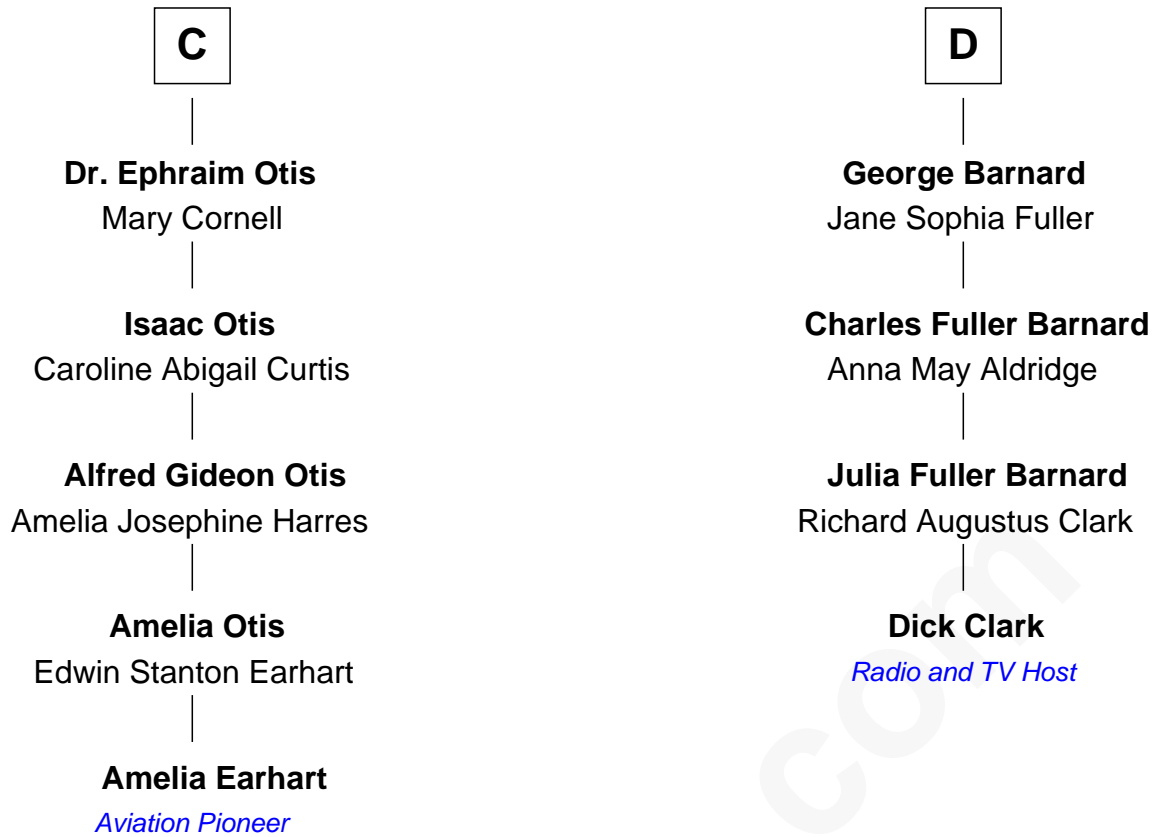 C
Dr. Ephraim Otis
Mary Cornell
Isaac Otis
Caroline Abigail Curtis
Alfred Gideon Otis
Amelia Josephine Harres
Amelia Otis
Edwin Stanton Earhart
Amelia Earhart
Aviation Pioneer
D
George Barnard
Jane Sophia Fuller
Charles Fuller Barnard
Anna May Aldridge
Julia Fuller Barnard
Richard Augustus Clark
Dick Clark
Radio and TV Host
com